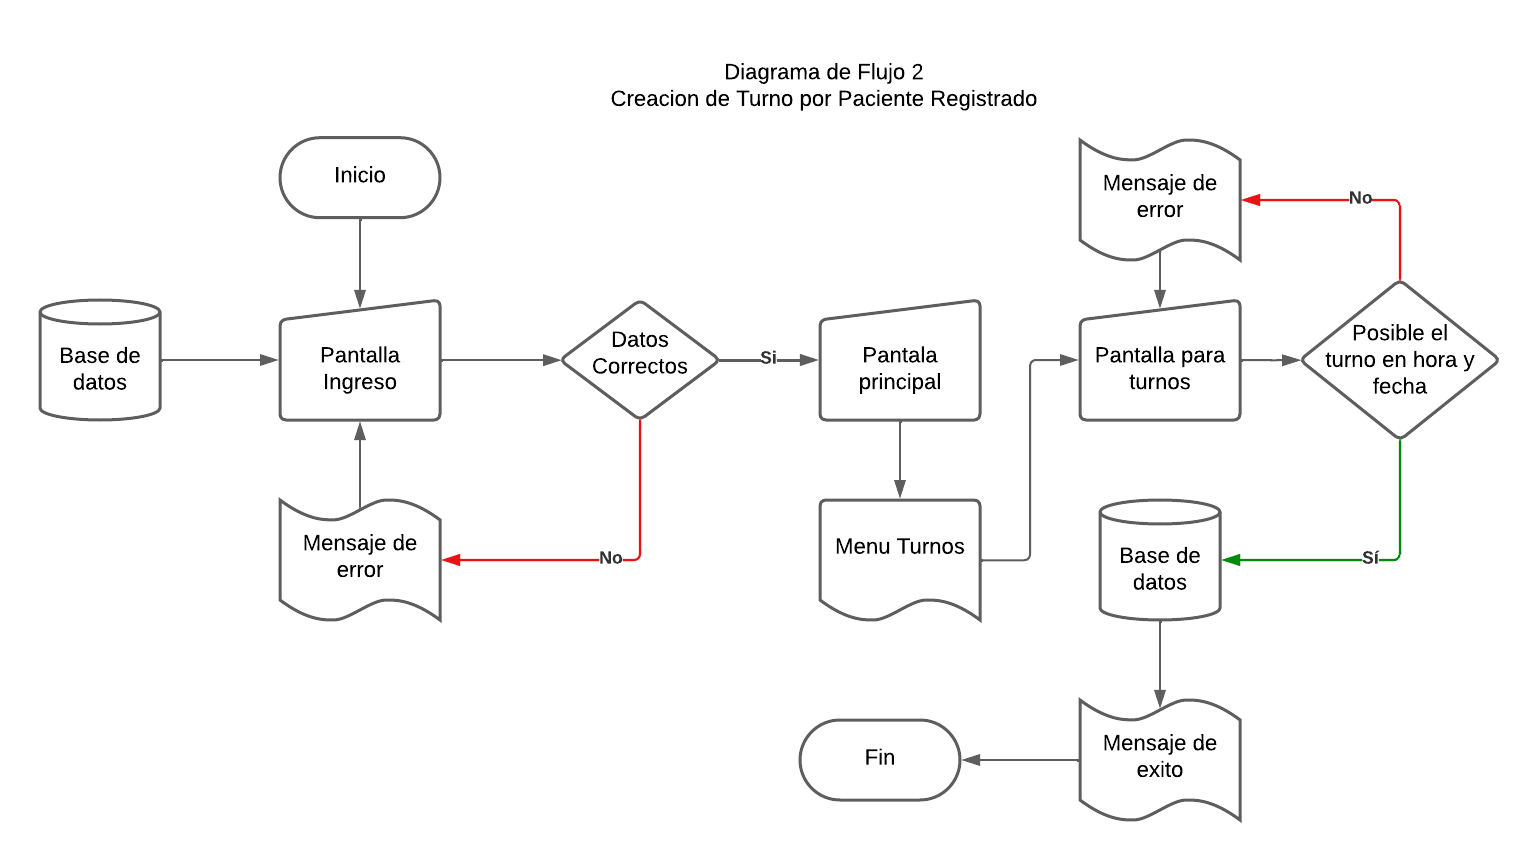 Diagrama de Flujo 2
Creacion de Turno por Paciente Registrado
Inicio
Base de
datos
Pantalla
Ingreso
Mensaje de
error
Datos
Correctos
No
Si
Pantala
principal
Menu Turnos
Mensaje de
error
Pantalla para
turnos
Posible el
turno en hora y
fecha
No
Sí
Base de
datos
Mensaje de
exito
Fin